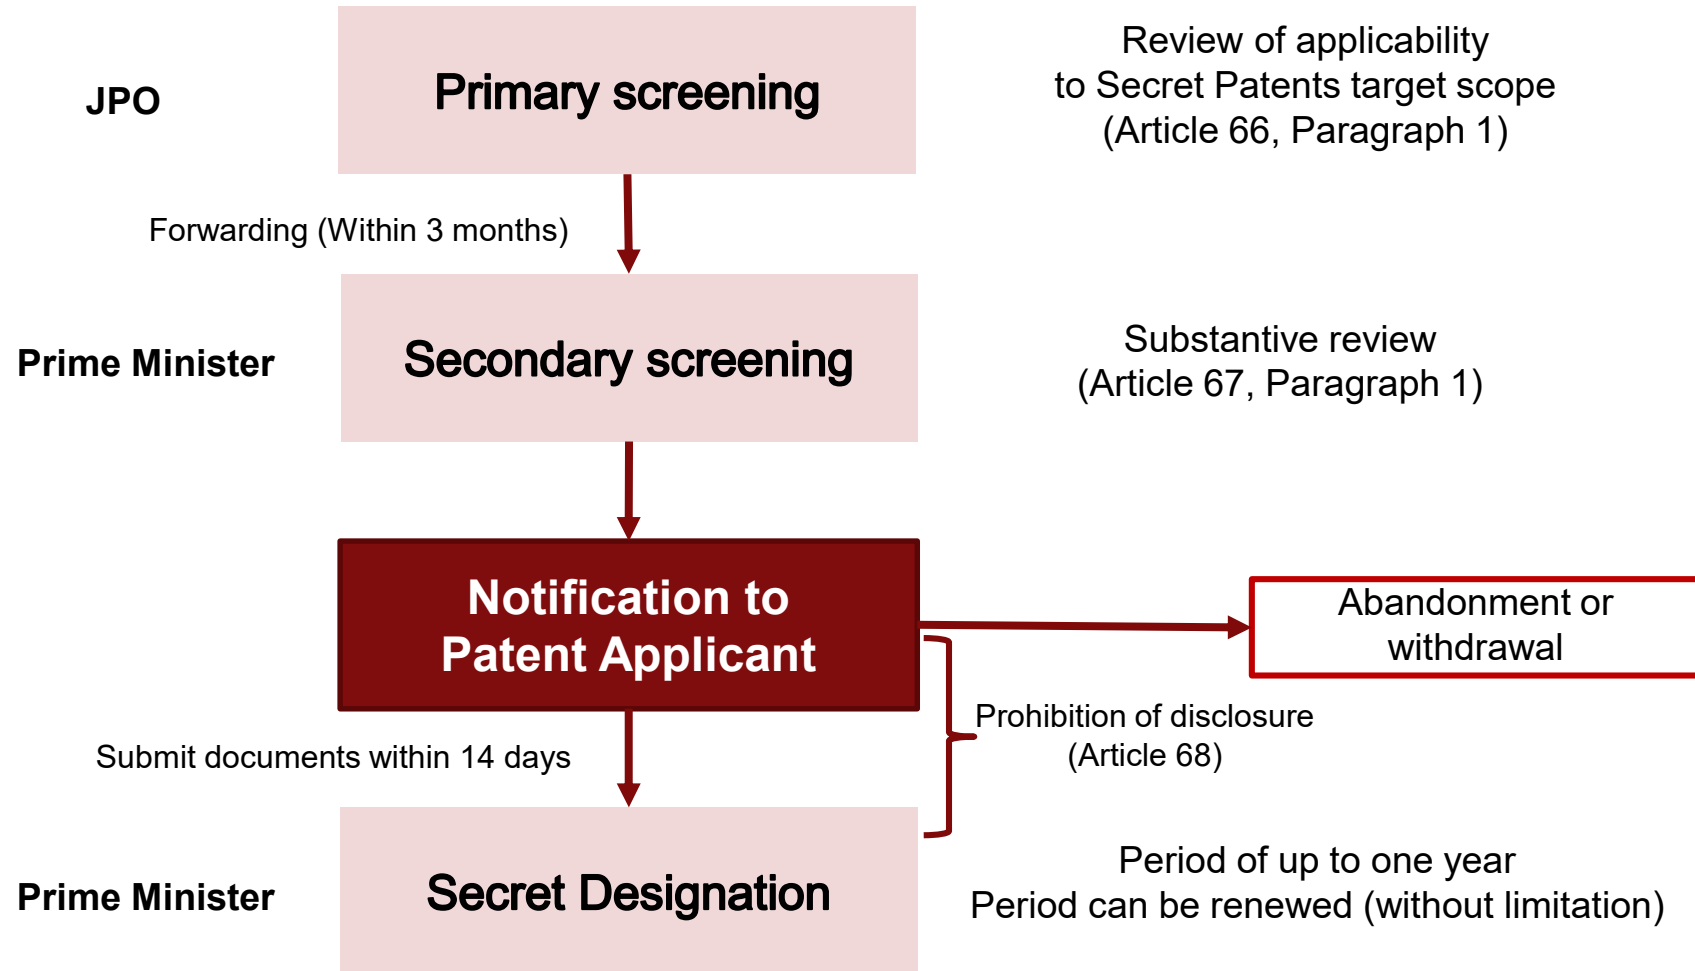 JPO
Primary screening
Review of applicability
to Secret Patents target scope
(Article 66, Paragraph 1)
Forwarding (Within 3 months)
Prime Minister
Secondary screening
Substantive review
(Article 67, Paragraph 1)
Notification to
Patent Applicant
Abandonment or
withdrawal
Prohibition of disclosure
(Article 68)
Submit documents within 14 days
Prime Minister
Secret Designation
Period of up to one year
Period can be renewed (without limitation)